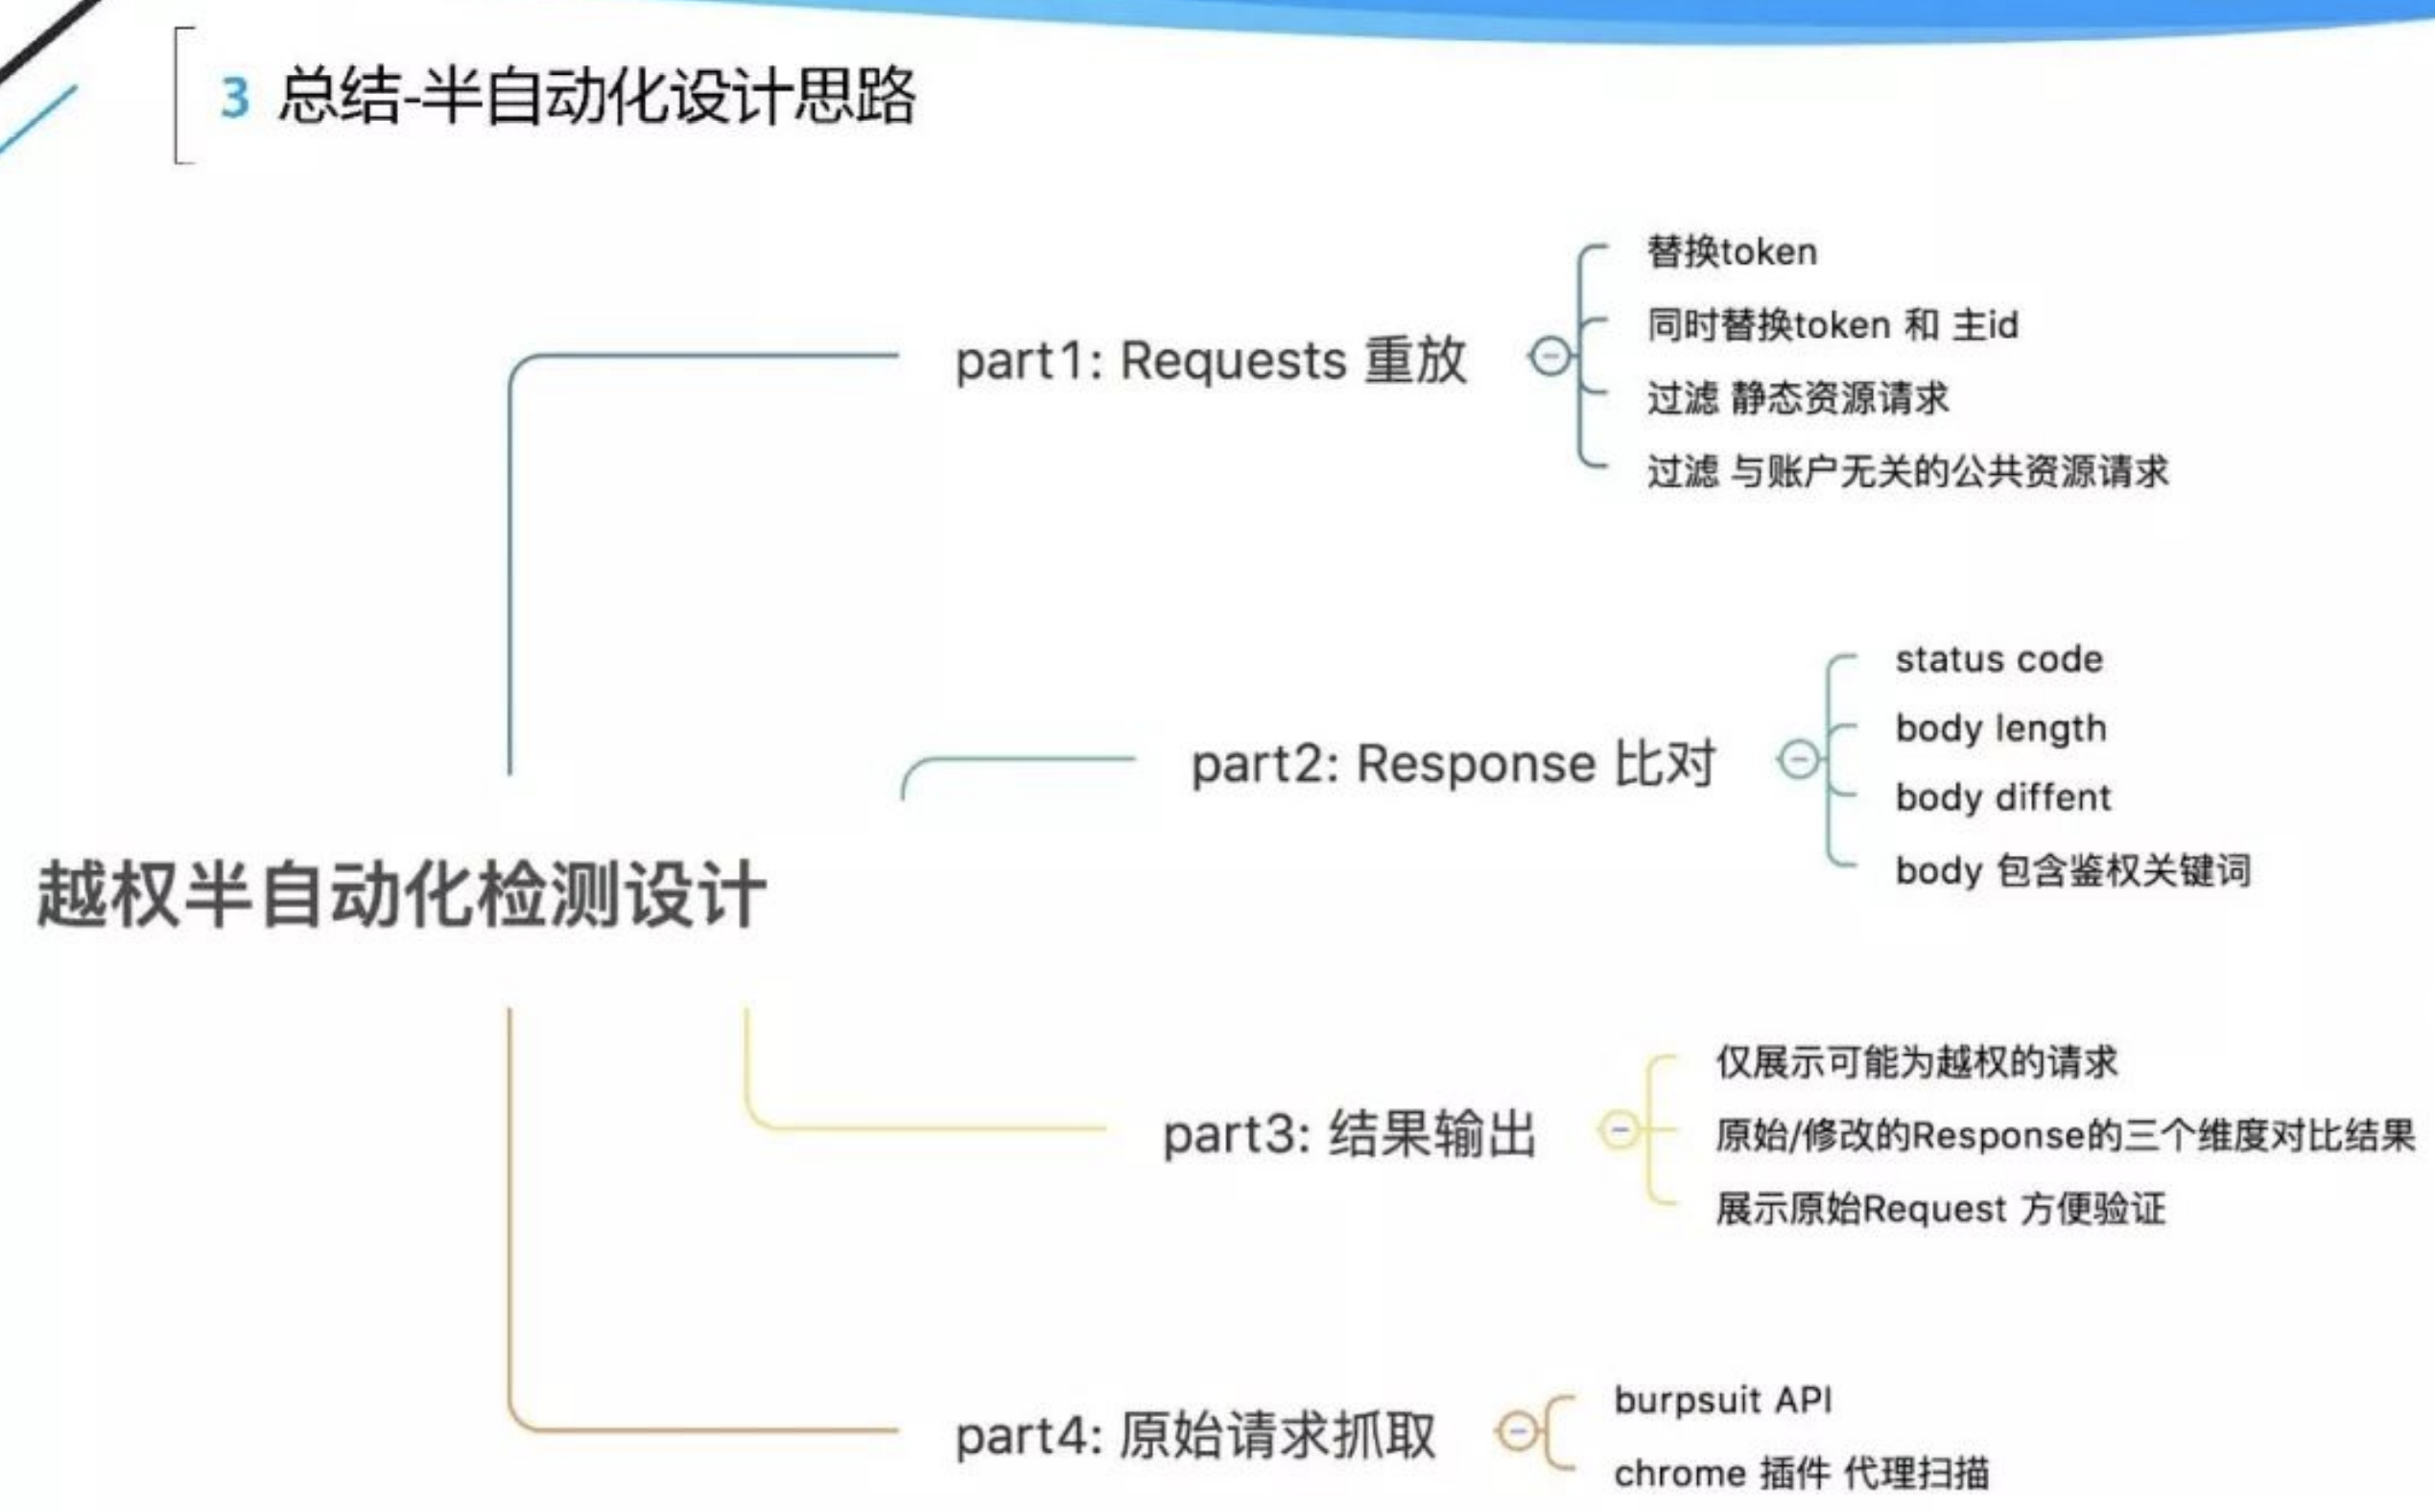 3 总结-半自动化设计思路
越权半自动化检测设计
part1: Requests 重放
替换token
同时替换token 和 主id
过滤 静态资源请求
过滤 与账户无关的公共资源请求
part2: Response 比对
status code
body length
body diffent
body 包含鉴权关键词
part3: 结果输出
仅展示可能为越权的请求
原始/修改的Response的三个维度对比结果
展示原始Request 方便验证
part4: 原始请求抓取
burpsuit API
chrome 插件 代理扫描